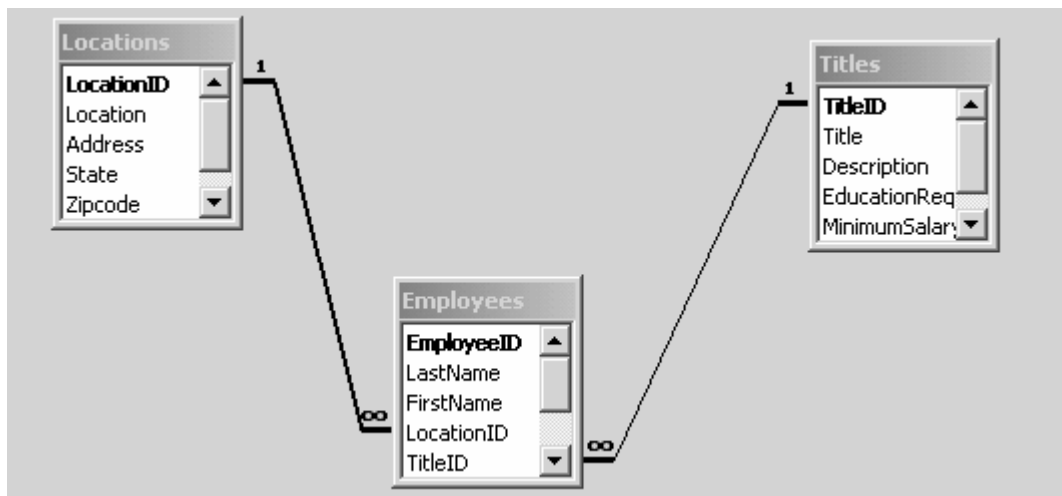 Locations
LocationID
Location
Address
State
Zipcode
1
Titles
TitleID
Title
Description
EducationReq
MinimumSalary
1
Employees
EmployeeID
LastName
FirstName
LocationID
TitleID
∞
∞